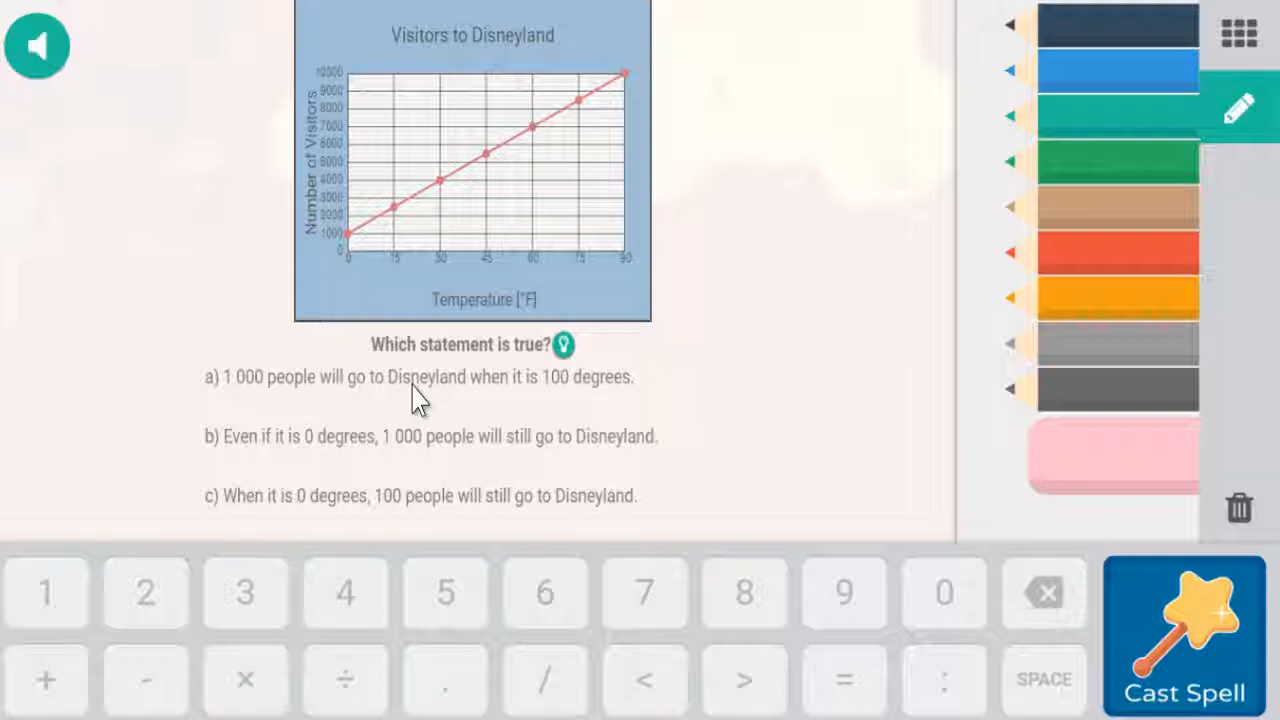 Visitors to Disneyland
Number of Visitors
10000
9000
8000
7000
6000
5000
4000
3000
2000
1000
0
0 15 30 45 60 75 90
Temperature [°F]
Which statement is true?
a) 1 000 people will go to Disneyland when it is 100 degrees.
b) Even if it is 0 degrees, 1 000 people will still go to Disneyland.
c) When it is 0 degrees, 100 people will still go to Disneyland.
1 2 3 4 5 6 7 8 9 0
+ - × ÷ . / < > = : SPACE
Cast Spell